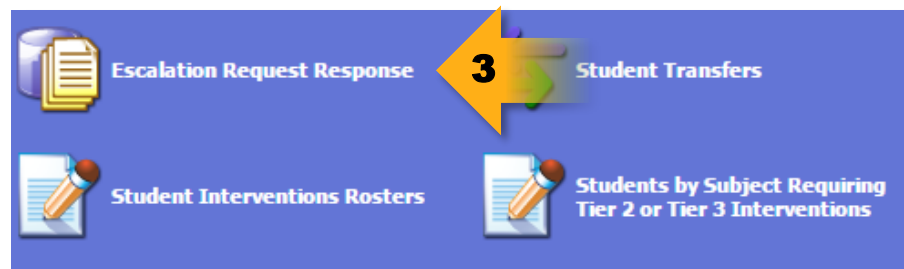 Escalation Request Response
3
Student Transfers
Student Interventions Rosters
Students by Subject Requiring
Tier 2 or Tier 3 Interventions